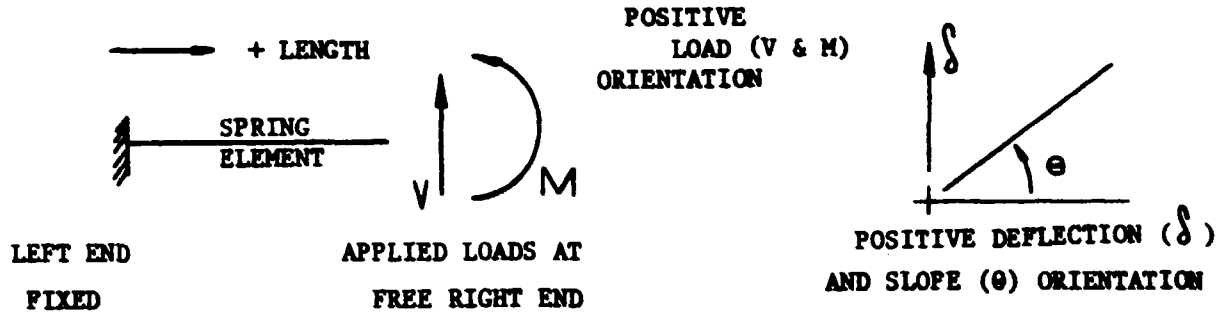 + LENGTH
SPRING
ELEMENT
LEFT END
FIXED
V
M
APPLIED LOADS AT
FREE RIGHT END
POSITIVE
LOAD (V & M)
ORIENTATION
δ
θ
POSITIVE DEFLECTION (δ)
AND SLOPE (θ) ORIENTATION